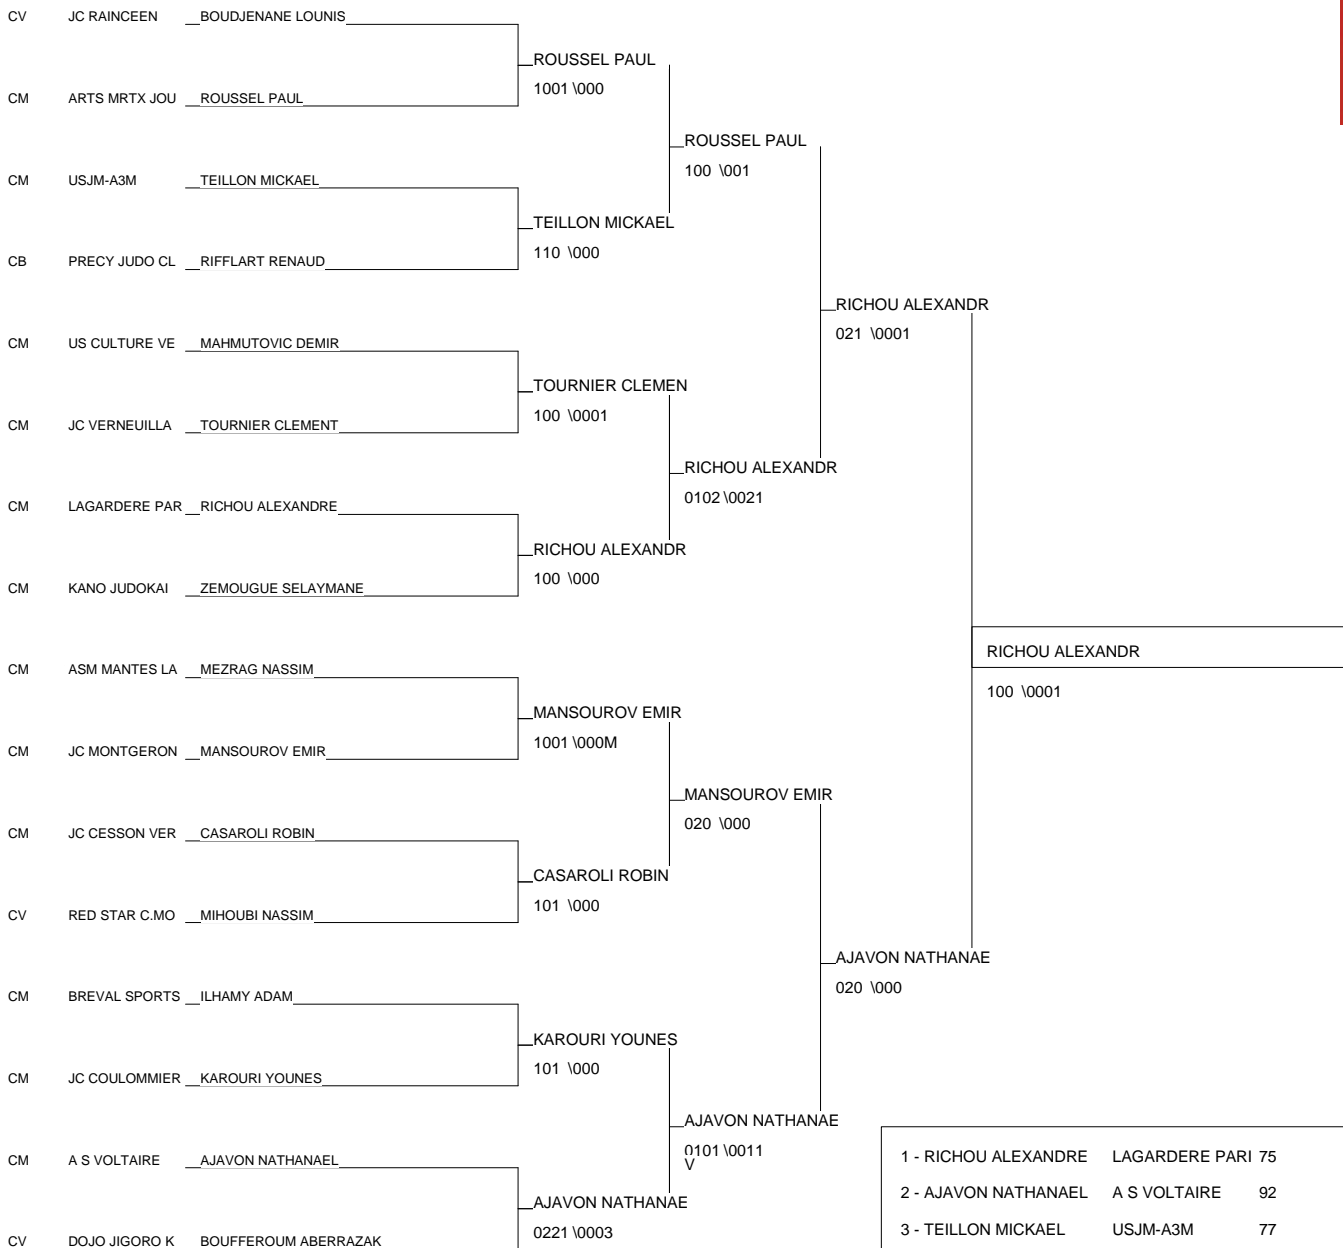 CV JC RAINCEEN BOUDJENANE LOUNIS
ROUSSEL PAUL
1001 \000
CM ARTS MRTX JOU ROUSSEL PAUL
ROUSSEL PAUL
100 \001
CM USJM-A3M TEILLON MICKAEL
TEILLON MICKAEL
110 \000
CB PRECY JUDO CL RIFFLART RENAUD
RICHOU ALEXANDR
021 \0001
CM US CULTURE VE MAHMUTOVIC DEMIR
TOURNIER CLEMEN
100 \0001
CM JC VERNEUILLA TOURNIER CLEMENT
RICHOU ALEXANDR
0102 \0021
CM LAGARDERE PAR RICHOU ALEXANDRE
RICHOU ALEXANDR
100 \000
CM KANO JUDOKAI ZEMOUGUE SELAYMANE
RICHOU ALEXANDR
100 \0001
CM ASM MANTES LA MEZRAG NASSIM
MANSOUROV EMIR
1001 \000M
CM JC MONTGERON MANSOUROV EMIR
MANSOUROV EMIR
020 \000
CM JC CESSON VER CASAROLI ROBIN
CASAROLI ROBIN
101 \000
CV RED STAR C.MO MIHOUBI NASSIM
AJAVON NATHANAE
020 \000
CM BREVAL SPORTS ILHAMY ADAM
KAROURI YOUNES
101 \000
CM JC COULOMMIER KAROURI YOUNES
AJAVON NATHANAE
0101 \0011
V
CM A S VOLTAIRE AJAVON NATHANAEL
AJAVON NATHANAE
0221 \0003
CV DOJO JIGORO K BOUFFEROUM ABERRAZAK
1 - RICHOU ALEXANDRE LAGARDERE PARI 75
2 - AJAVON NATHANAEL A S VOLTAIRE 92
3 - TEILLON MICKAEL USJM-A3M 77